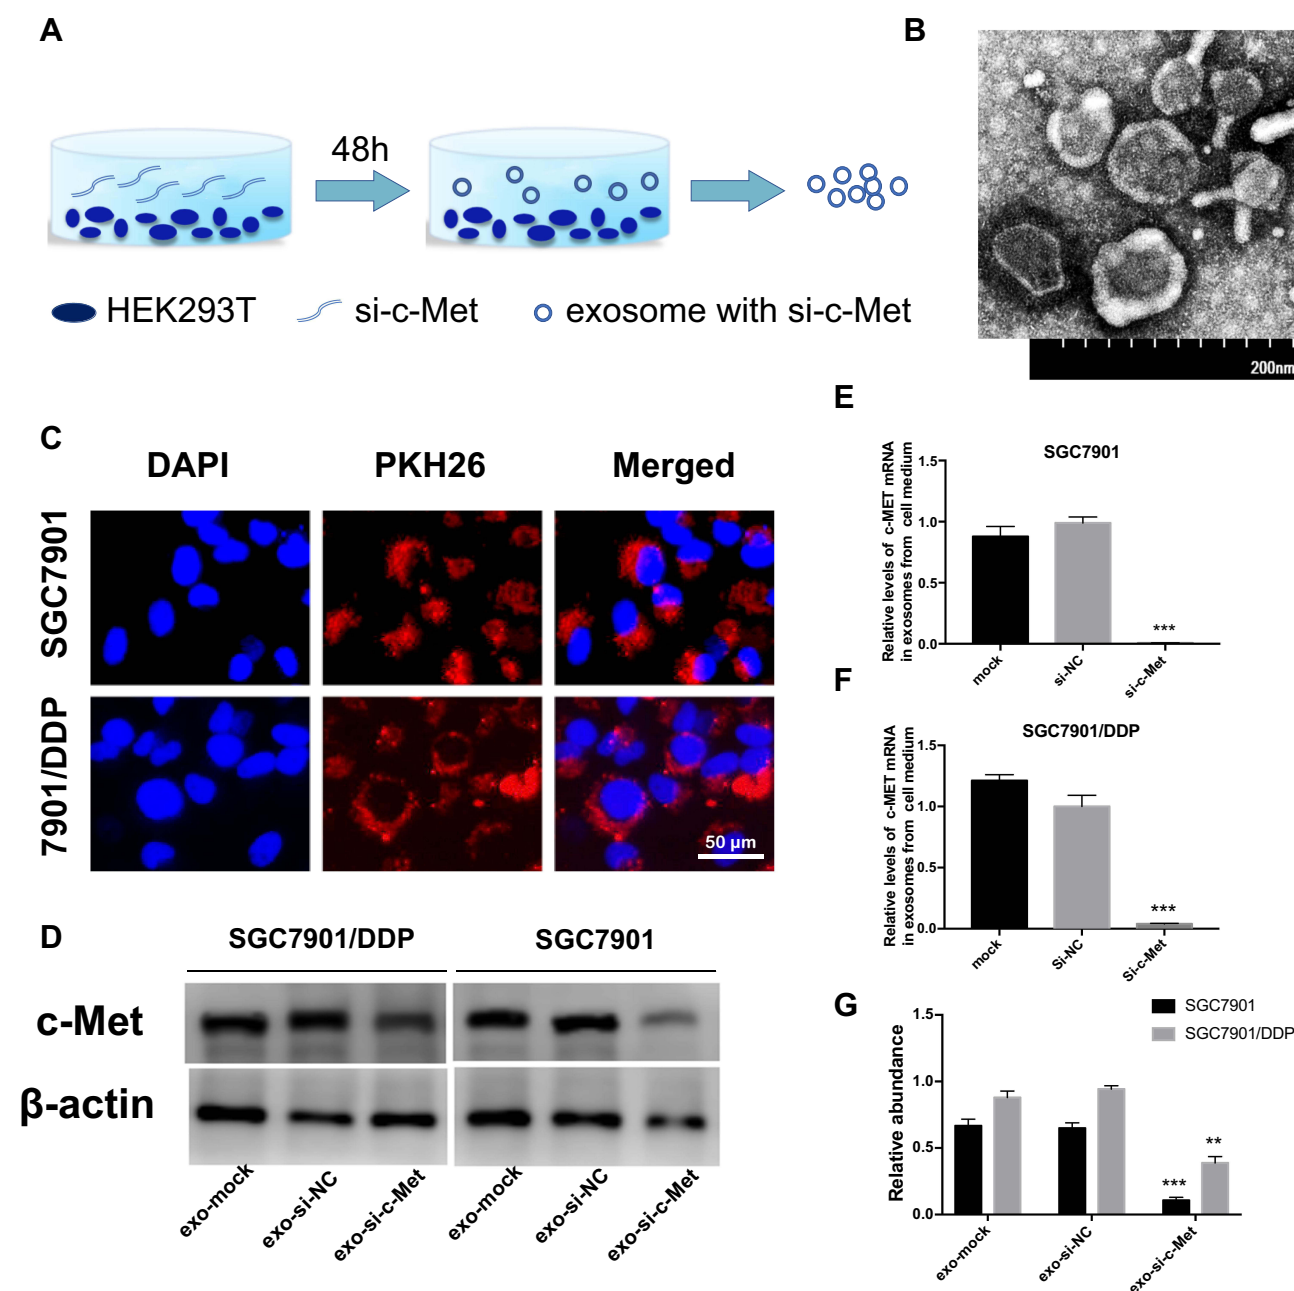 A
48h
HEK293T
si-c-Met
exosome with si-c-Met
B
200nm
C
DAPI
PKH26
Merged
SGC7901
7901/DDP
50 µm
D
SGC7901/DDP
SGC7901
c-Met
β-actin
exo-mock
exo-si-NC
exo-si-c-Met
exo-mock
exo-si-NC
exo-si-c-Met
E
SGC7901
Relative levels of c-MET mRNA
in exosomes from cell medium
1.5
1.0
0.5
0.0
***
mock
si-NC
si-c-Met
F
SGC7901/DDP
Relative levels of c-MET mRNA
in exosomes from cell medium
1.5
1.0
0.5
0.0
***
mock
Si-NC
Si-c-Met
G
SGC7901
SGC7901/DDP
Relative abundance
1.5
1.0
0.5
0.0
***
**
exo-mock
exo-si-NC
exo-si-c-Met